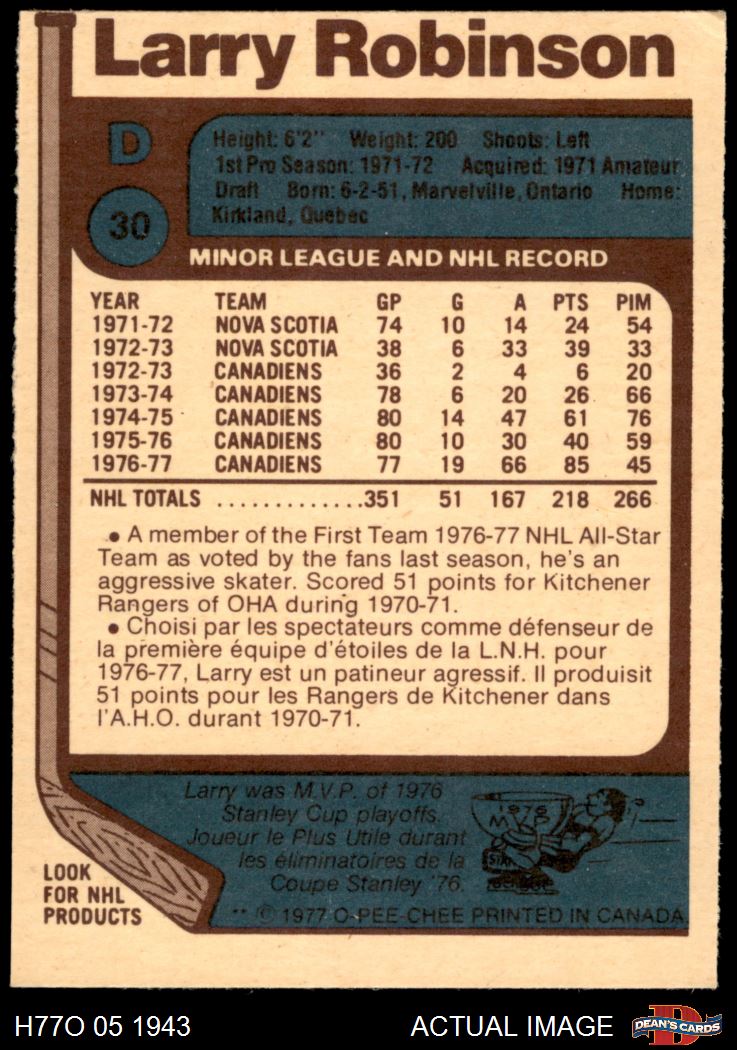 Larry Robinson
D
30
Height: 6'2" Weight: 200 Shoots: Left
1st Pro Season: 1971-72 Acquired: 1971 Amateur
Draft Born: 6-2-51, Marvelville, Ontario Home:
Kirkland, Quebec
MINOR LEAGUE AND NHL RECORD
YEAR TEAM GP G A PTS PIM
1971-72 NOVA SCOTIA 74 10 14 24 54
1972-73 NOVA SCOTIA 38 6 33 39 33
1972-73 CANADIENS 36 2 4 6 20
1973-74 CANADIENS 78 6 20 26 66
1974-75 CANADIENS 80 14 47 61 76
1975-76 CANADIENS 80 10 30 40 59
1976-77 CANADIENS 77 19 66 85 45
NHL TOTALS .............351 51 167 218 266
• A member of the First Team 1976-77 NHL All-Star
Team as voted by the fans last season, he's an
aggressive skater. Scored 51 points for Kitchener
Rangers of OHA during 1970-71.
• Choisi par les spectateurs comme défenseur de
la première équipe d'étoiles de la L.N.H. pour
1976-77, Larry est un patineur agressif. Il produisit
51 points pour les Rangers de Kitchener dans
l'A.H.O. durant 1970-71.
Larry was M.V.P. of 1976
Stanley Cup playoffs.
Joueur le Plus Utile durant
les éliminatoires de la
Coupe Stanley '76.
1976
MVP
LOOK
FOR NHL
PRODUCTS
** © 1977 O-PEE-CHEE PRINTED IN CANADA
H77O 05 1943
ACTUAL IMAGE
DEAN'S CARDS